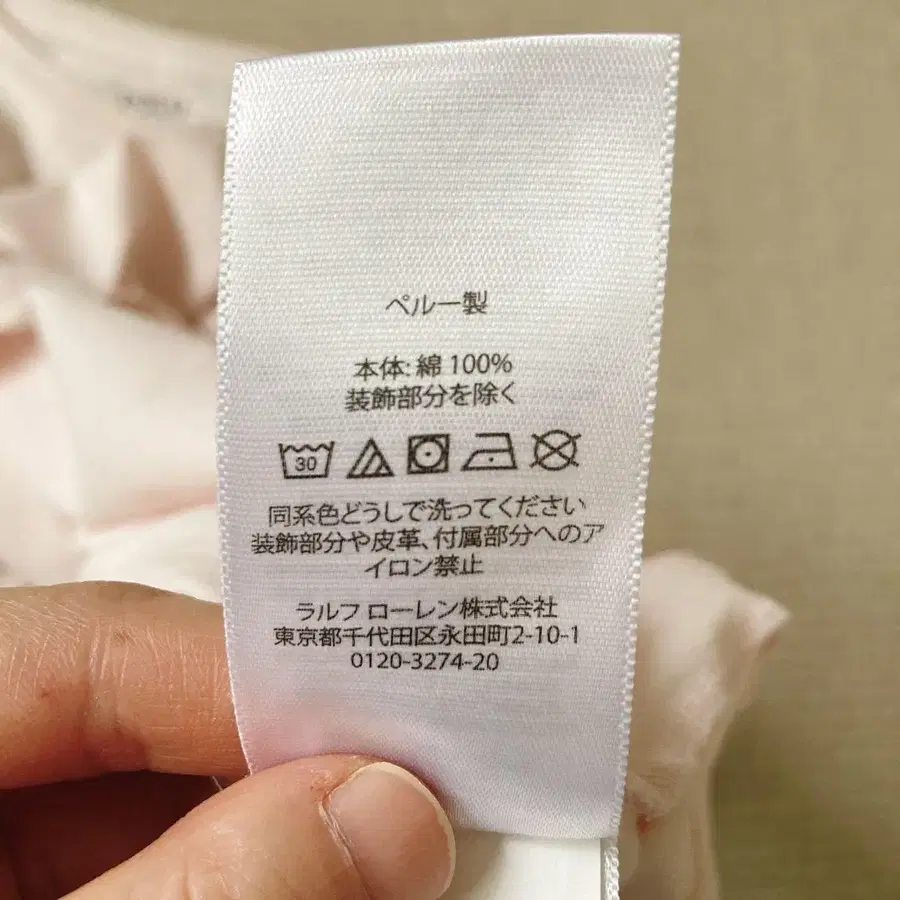 ペルー製
本体: 綿 100%
装飾部分を除く
30
同系色どうしで洗ってください
装飾部分や皮革、付属部分へのア
イロン禁止
ラルフ ローレン株式会社
東京都千代田区永田町2-10-1
0120-3274-20